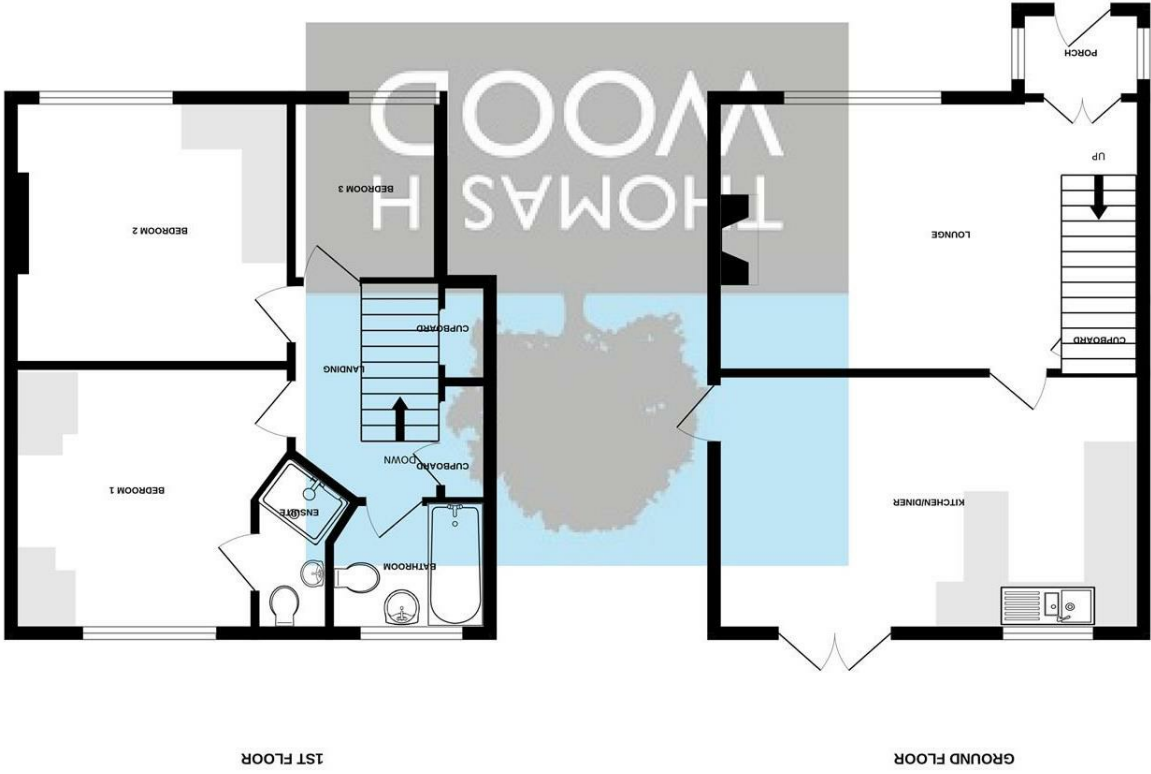 GROUND FLOOR
1ST FLOOR
KITCHEN/DINER
CUPBOARD
LOUNGE
UP
PORCH
BATHROOM
ENSUITE
BEDROOM 1
CUPBOARD
DOWN
LANDING
CUPBOARD
BEDROOM 2
BEDROOM 3
THOMAS H
WOOD